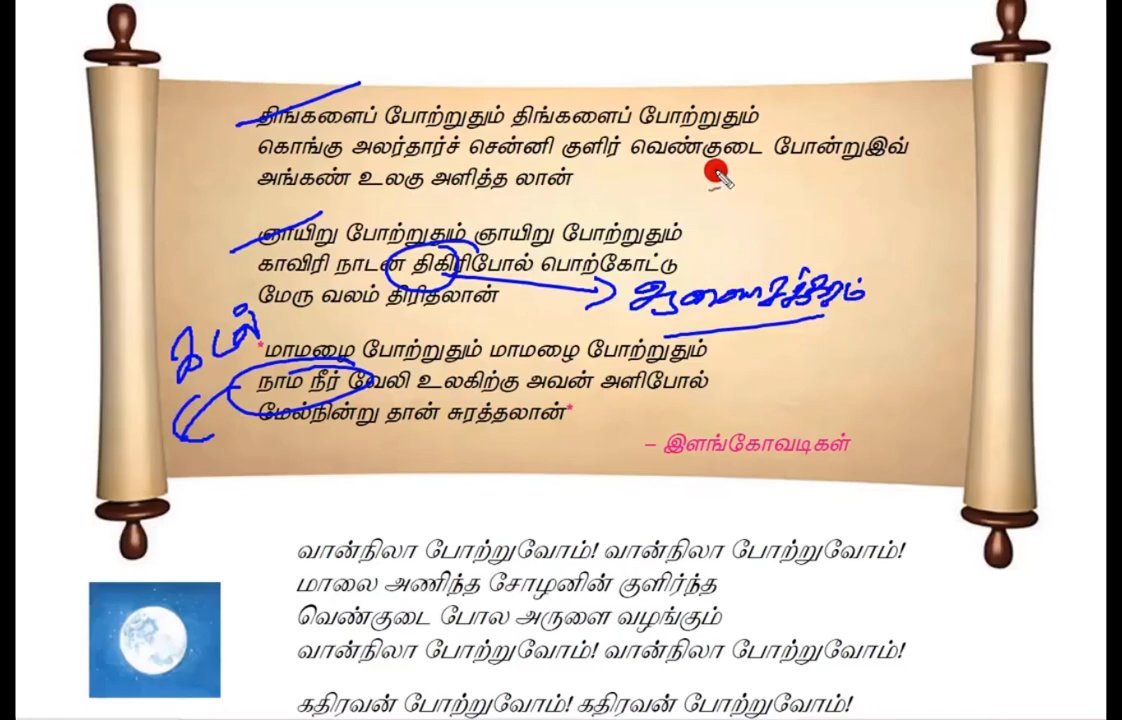 திங்களைப் போற்றுதும் திங்களைப் போற்றுதும்
கொங்கு அலர்தார்ச் சென்னி குளிர் வெண்குடை போன்றுஇவ்
அங்கண் உலகு அளித்த லான்
ஞாயிறு போற்றுதும் ஞாயிறு போற்றுதும்
காவிரி நாடன் திகிரிபோல் பொற்கோட்டு
மேரு வலம் திரிதலான்
ஆணைசக்கரம்
கடல்
*மாமழை போற்றுதும் மாமழை போற்றுதும்
நாம நீர் வேலி உலகிற்கு அவன் அளிபோல்
மேல்நின்று தான் சுரத்தலான்*
– இளங்கோவடிகள்
வான்நிலா போற்றுவோம்! வான்நிலா போற்றுவோம்!
மாலை அணிந்த சோழனின் குளிர்ந்த
வெண்குடை போல அருளை வழங்கும்
வான்நிலா போற்றுவோம்! வான்நிலா போற்றுவோம்!
கதிரவன் போற்றுவோம்! கதிரவன் போற்றுவோம்!